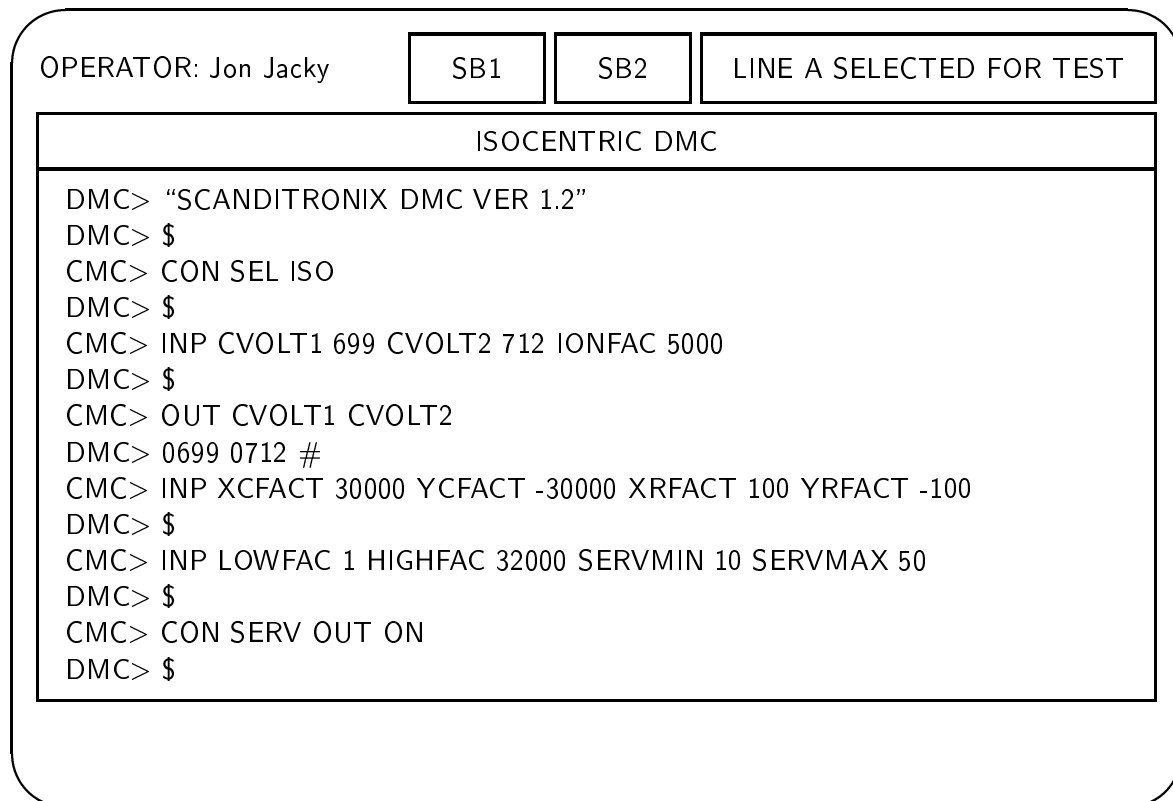 OPERATOR: Jon Jacky SB1 SB2 LINE A SELECTED FOR TEST
ISOCENTRIC DMC
DMC> “SCANDITRONIX DMC VER 1.2”
DMC> $
CMC> CON SEL ISO
DMC> $
CMC> INP CVOLT1 699 CVOLT2 712 IONFAC 5000
DMC> $
CMC> OUT CVOLT1 CVOLT2
DMC> 0699 0712 #
CMC> INP XCFACT 30000 YCFACT -30000 XRFACT 100 YRFACT -100
DMC> $
CMC> INP LOWFAC 1 HIGHFAC 32000 SERVMIN 10 SERVMAX 50
DMC> $
CMC> CON SERV OUT ON
DMC> $